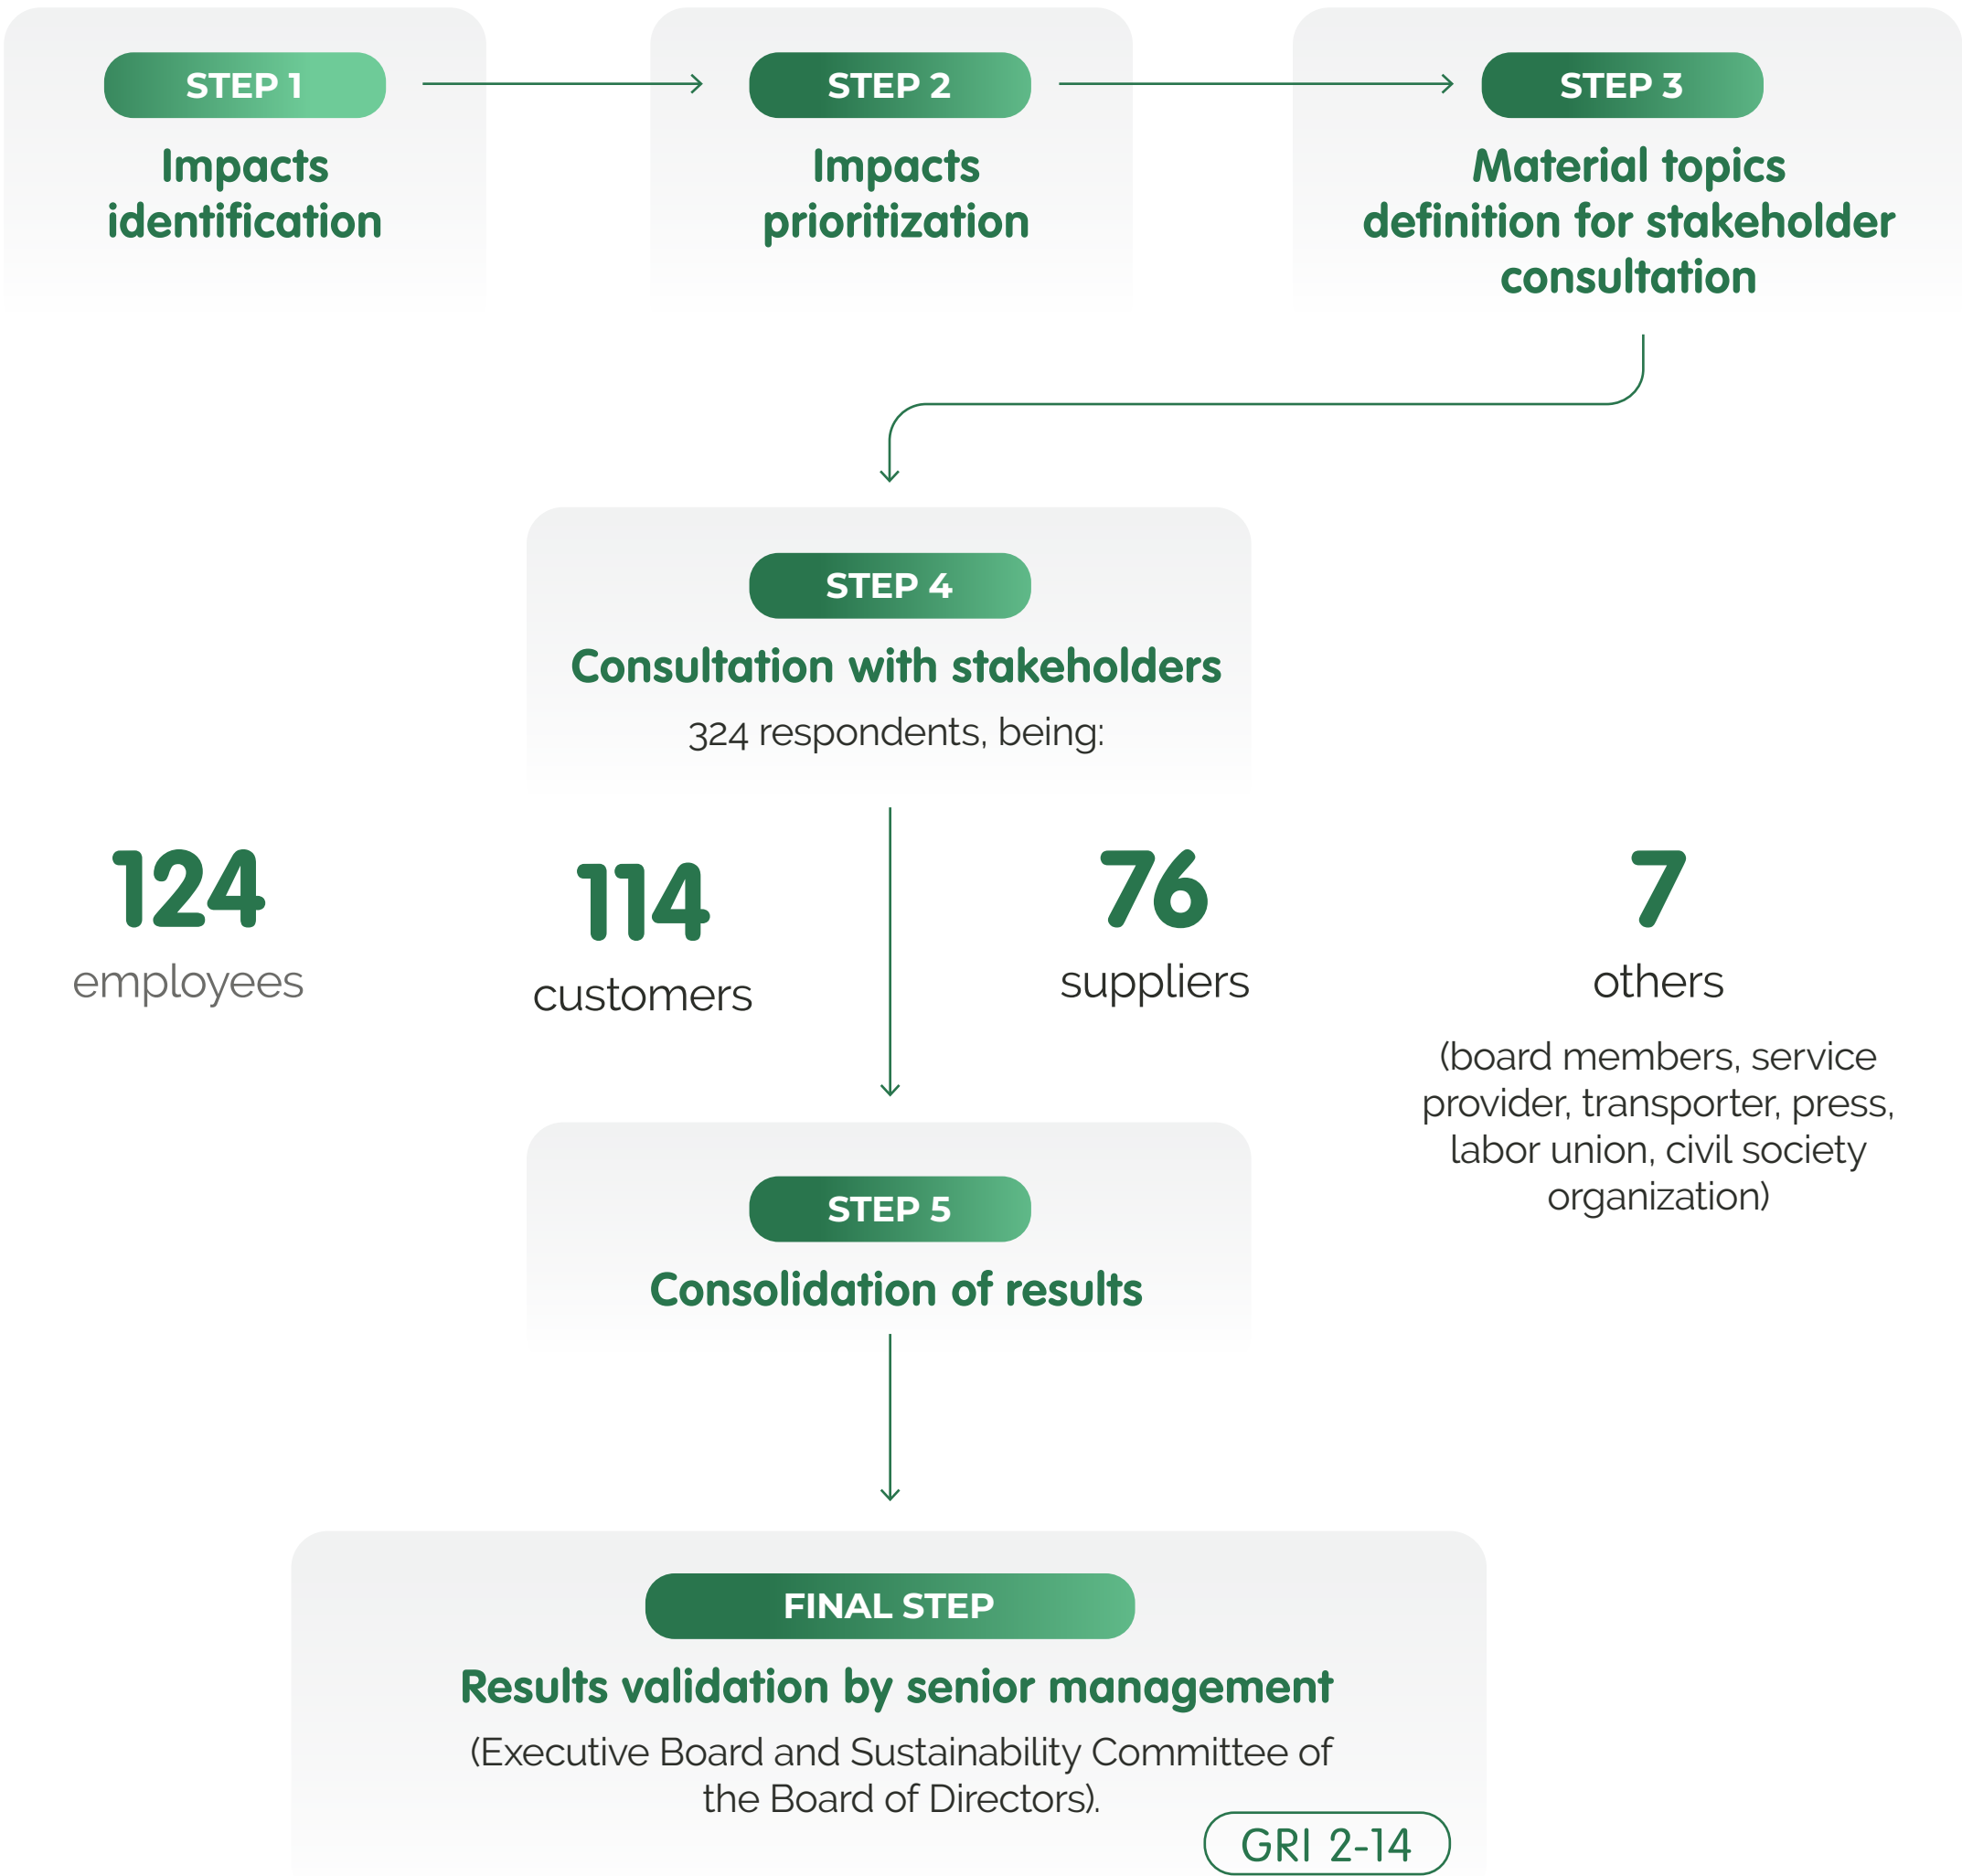 STEP 1
Impacts
identification
STEP 2
Impacts
prioritization
STEP 3
Material topics
definition for stakeholder
consultation
STEP 4
Consultation with stakeholders
324 respondents, being:
124
employees
114
customers
76
suppliers
7
others
(board members, service
provider, transporter, press,
labor union, civil society
organization)
STEP 5
Consolidation of results
FINAL STEP
Results validation by senior management
(Executive Board and Sustainability Committee of
the Board of Directors).
GRI 2-14